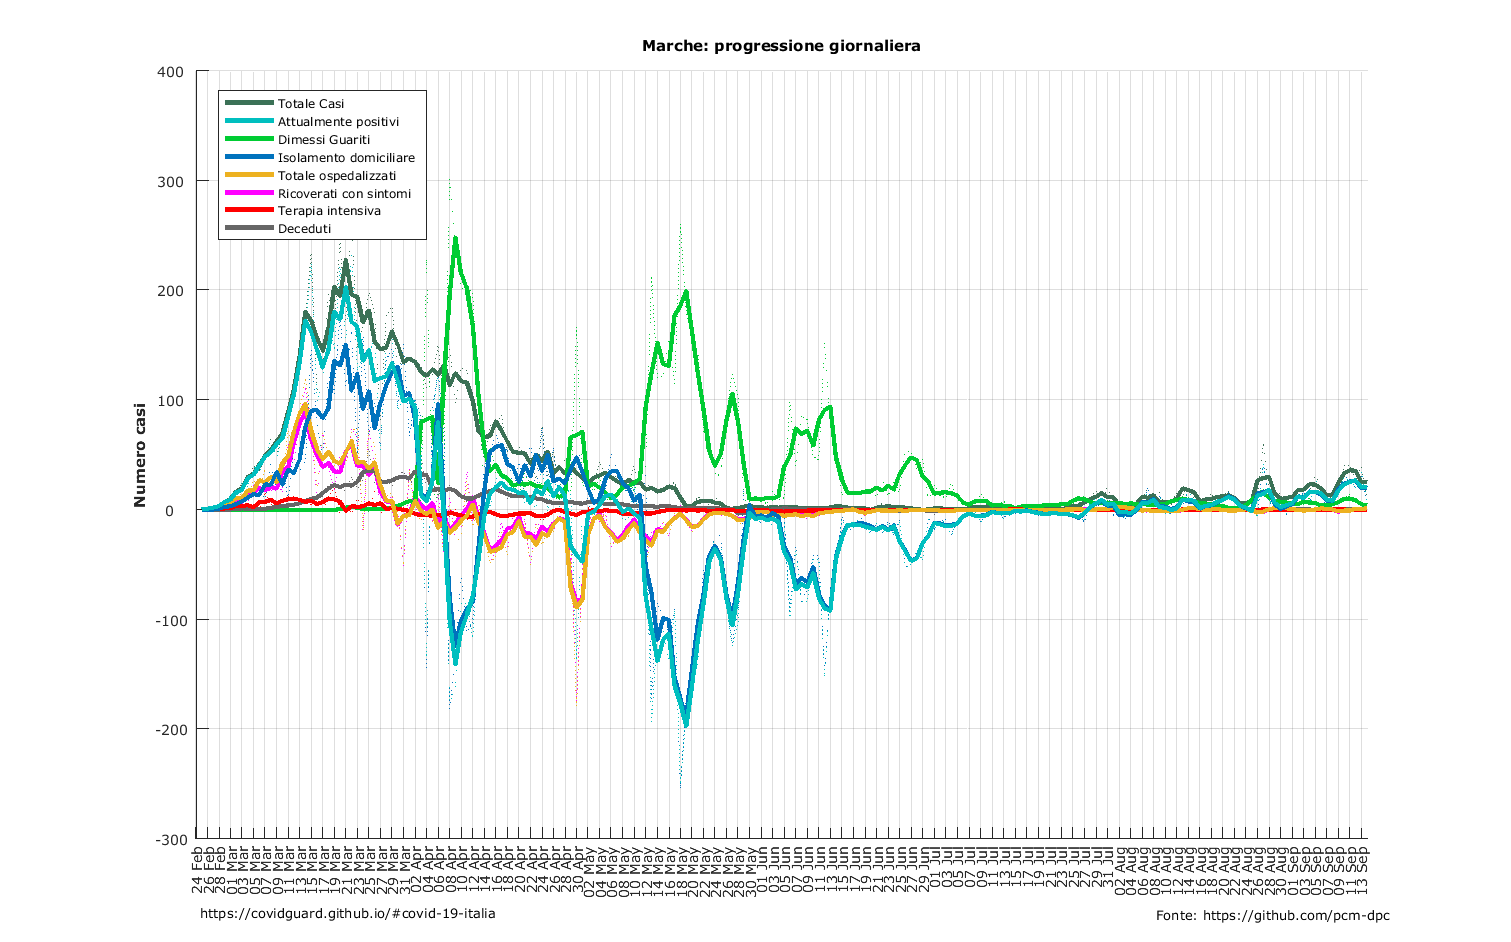 Marche: progressione giornaliera
400
300
200
100
0
-100
-200
-300
Numero casi
Totale Casi
Attualmente positivi
Dimessi Guariti
Isolamento domiciliare
Totale ospedalizzati
Ricoverati con sintomi
Terapia intensiva
Deceduti
24 Feb
26 Feb
28 Feb
01 Mar
03 Mar
05 Mar
07 Mar
09 Mar
11 Mar
13 Mar
15 Mar
17 Mar
19 Mar
21 Mar
23 Mar
25 Mar
27 Mar
29 Mar
31 Mar
02 Apr
04 Apr
06 Apr
08 Apr
10 Apr
12 Apr
14 Apr
16 Apr
18 Apr
20 Apr
22 Apr
24 Apr
26 Apr
28 Apr
30 Apr
02 May
04 May
06 May
08 May
10 May
12 May
14 May
16 May
18 May
20 May
22 May
24 May
26 May
28 May
30 May
01 Jun
03 Jun
05 Jun
07 Jun
09 Jun
11 Jun
13 Jun
15 Jun
17 Jun
19 Jun
21 Jun
23 Jun
25 Jun
27 Jun
29 Jun
01 Jul
03 Jul
05 Jul
07 Jul
09 Jul
11 Jul
13 Jul
15 Jul
17 Jul
19 Jul
21 Jul
23 Jul
25 Jul
27 Jul
29 Jul
31 Jul
02 Aug
04 Aug
06 Aug
08 Aug
10 Aug
12 Aug
14 Aug
16 Aug
18 Aug
20 Aug
22 Aug
24 Aug
26 Aug
28 Aug
30 Aug
01 Sep
03 Sep
05 Sep
07 Sep
09 Sep
11 Sep
13 Sep
https://covidguard.github.io/#covid-19-italia
Fonte: https://github.com/pcm-dpc